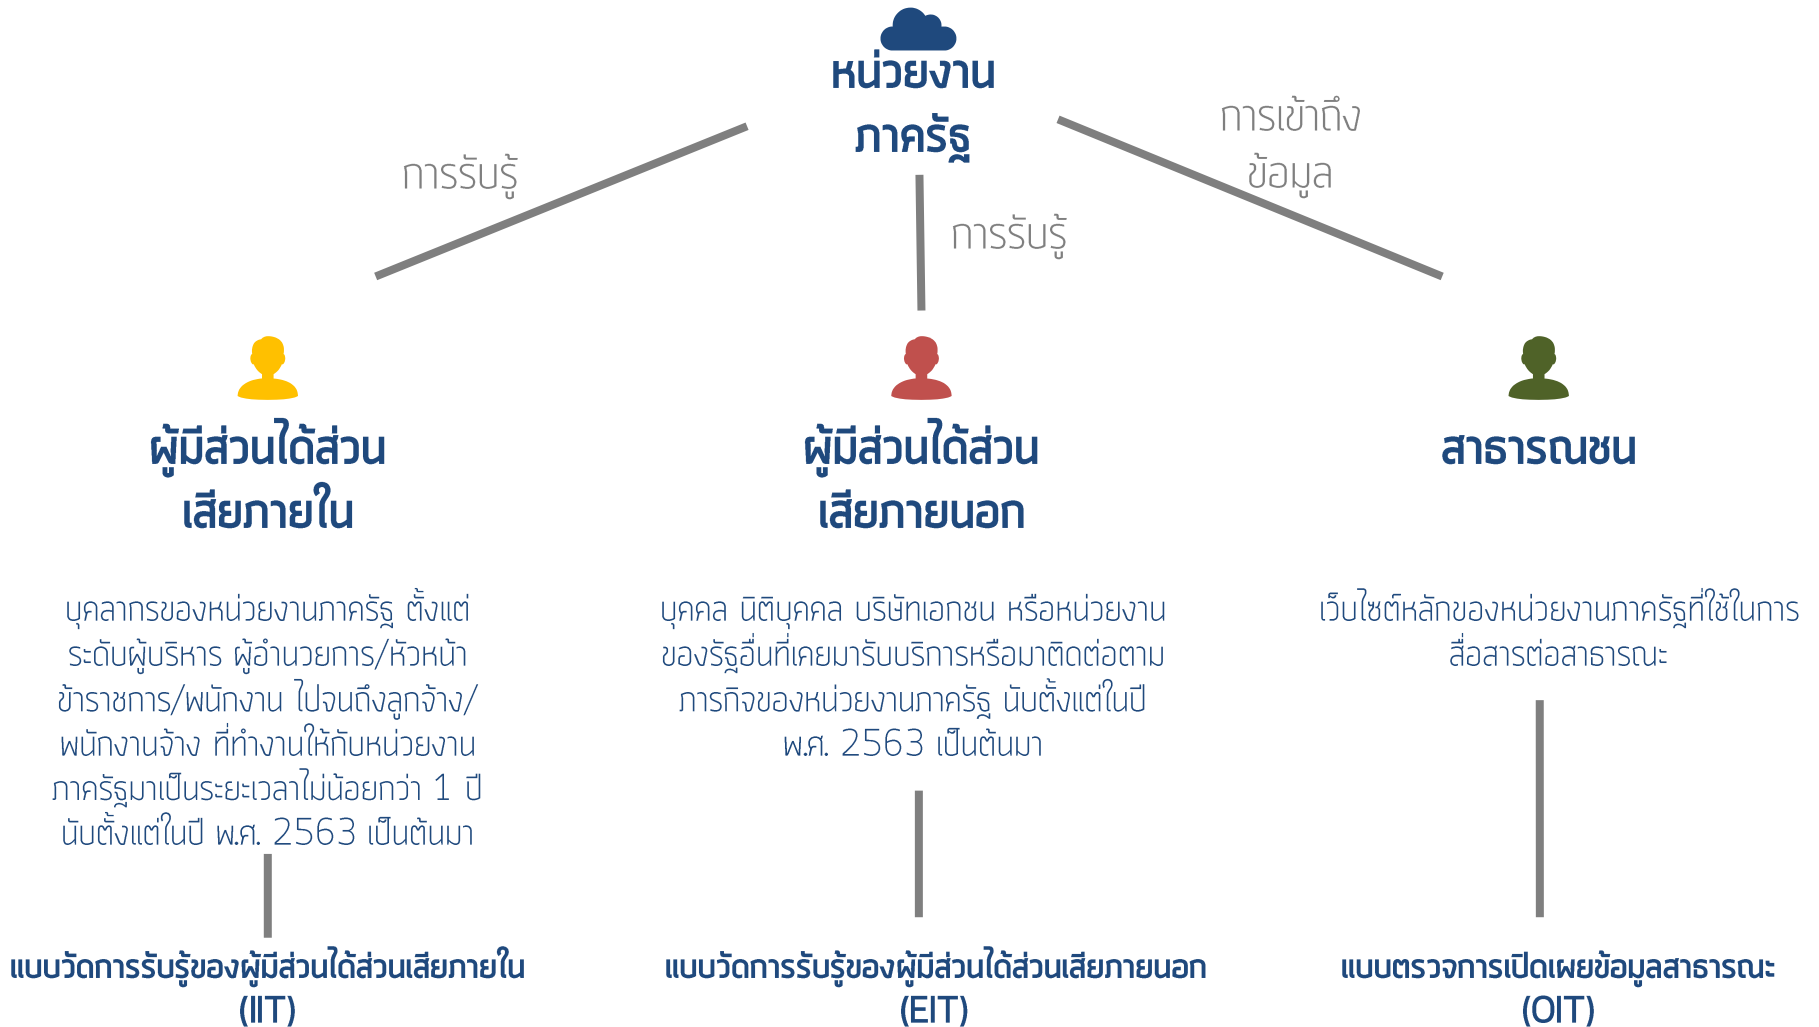 หน่วยงาน
ภาครัฐ
การรับรู้
การรับรู้
การเข้าถึง
ข้อมูล
ผู้มีส่วนได้ส่วน
เสียภายใน
บุคลากรของหน่วยงานภาครัฐ ตั้งแต่
ระดับผู้บริหาร ผู้อำนวยการ/หัวหน้า
ข้าราชการ/พนักงาน ไปจนถึงลูกจ้าง/
พนักงานจ้าง ที่ทำงานให้กับหน่วยงาน
ภาครัฐมาเป็นระยะเวลาไม่น้อยกว่า 1 ปี
นับตั้งแต่ในปี พ.ศ. 2563 เป็นต้นมา
แบบวัดการรับรู้ของผู้มีส่วนได้ส่วนเสียภายใน
(IIT)
ผู้มีส่วนได้ส่วน
เสียภายนอก
บุคคล นิติบุคคล บริษัทเอกชน หรือหน่วยงาน
ของรัฐอื่นที่เคยมารับบริการหรือมาติดต่อตาม
ภารกิจของหน่วยงานภาครัฐ นับตั้งแต่ในปี
พ.ศ. 2563 เป็นต้นมา
แบบวัดการรับรู้ของผู้มีส่วนได้ส่วนเสียภายนอก
(EIT)
สาธารณชน
เว็บไซต์หลักของหน่วยงานภาครัฐที่ใช้ในการ
สื่อสารต่อสาธารณะ
แบบตรวจการเปิดเผยข้อมูลสาธารณะ
(OIT)